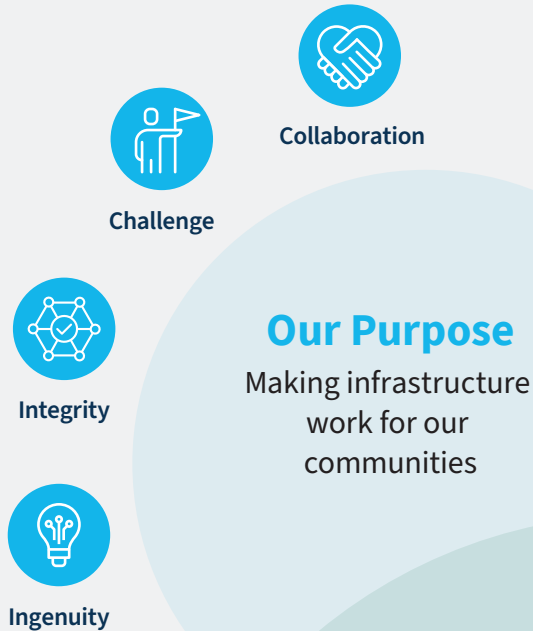 Collaboration
Challenge
Our Purpose
Making infrastructure
work for our
communities
Integrity
Ingenuity